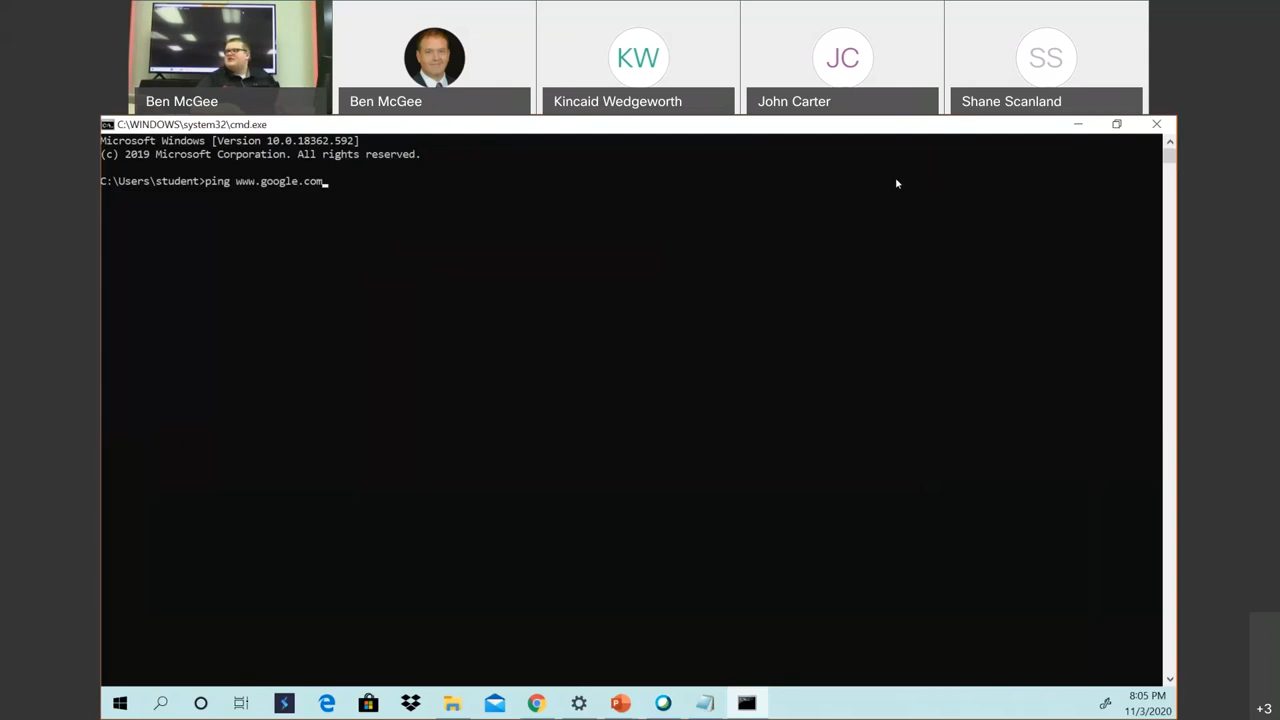 Ben McGee
Ben McGee
KW
Kincaid Wedgeworth
JC
John Carter
SS
Shane Scanland
C:\WINDOWS\system32\cmd.exe
Microsoft Windows [Version 10.0.18362.592]
(c) 2019 Microsoft Corporation. All rights reserved.
C:\Users\student>ping www.google.com
8:05 PM
11/3/2020
+3